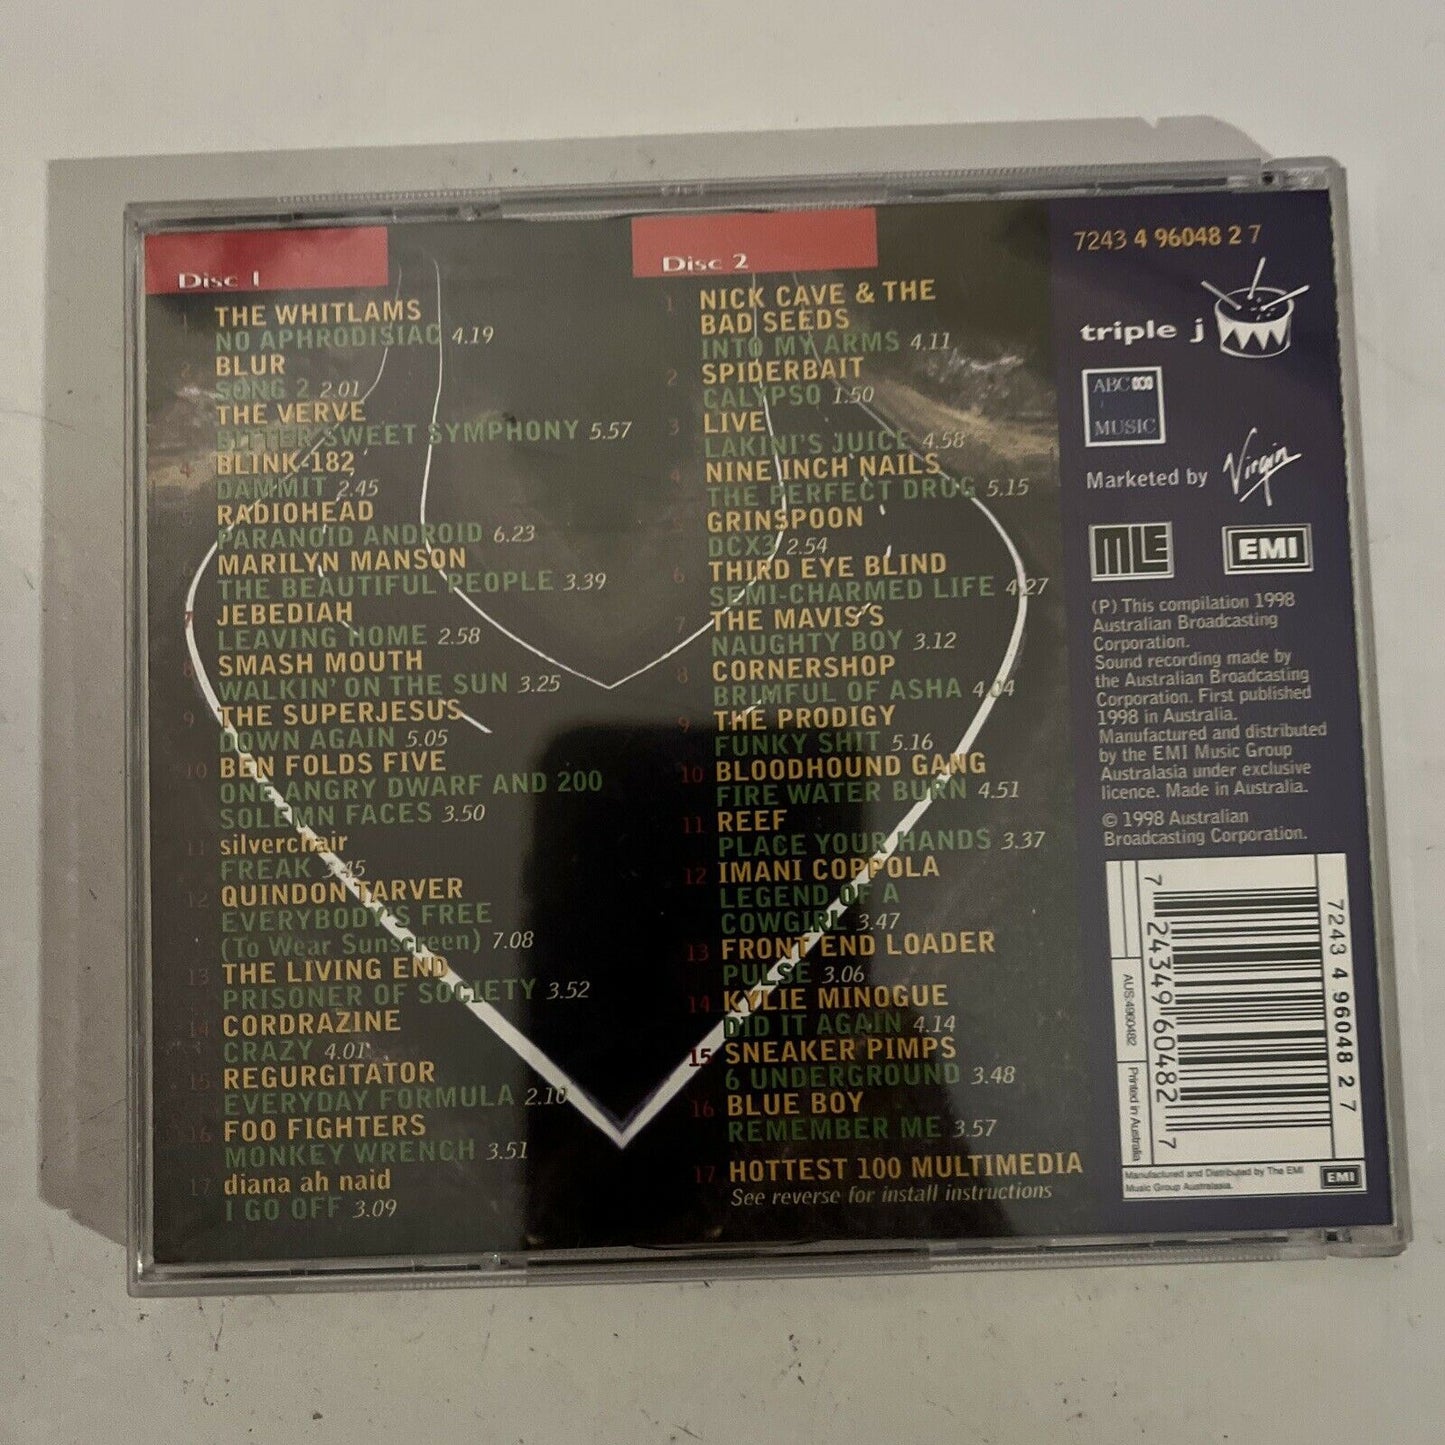 Disc 1
THE WHITLAMS
NO APHRODISIAC 4.19
2 BLUR
SONG 2 2.01
THE VERVE
BITTER SWEET SYMPHONY 5.57
4 BLINK-182
DAMMIT 2.45
RADIOHEAD
PARANOID ANDROID 6.23
MARILYN MANSON
THE BEAUTIFUL PEOPLE 3.39
7 JEBEDIAH
LEAVING HOME 2.58
8 SMASH MOUTH
WALKIN' ON THE SUN 3.25
9 THE SUPERJESUS
DOWN AGAIN 5.05
10 BEN FOLDS FIVE
ONE ANGRY DWARF AND 200
SOLEMN FACES 3.50
11 silverchair
FREAK 3.45
12 QUINDON TARVER
EVERYBODY'S FREE
(To Wear Sunscreen) 7.08
13 THE LIVING END
PRISONER OF SOCIETY 3.52
14 CORDRAZINE
CRAZY 4.01
15 REGURGITATOR
EVERYDAY FORMULA 2.10
16 FOO FIGHTERS
MONKEY WRENCH 3.51
17 diana ah naid
I GO OFF 3.09
Disc 2
1 NICK CAVE & THE
BAD SEEDS
INTO MY ARMS 4.11
2 SPIDERBAIT
CALYPSO 1.50
3 LIVE
LAKINI'S JUICE 4.58
4 NINE INCH NAILS
THE PERFECT DRUG 5.15
GRINSPOON
DCX3 2.54
6 THIRD EYE BLIND
SEMI-CHARMED LIFE 4.27
7 THE MAVIS'S
NAUGHTY BOY 3.12
8 CORNERSHOP
BRIMFUL OF ASHA 4.04
9 THE PRODIGY
FUNKY SHIT 5.16
10 BLOODHOUND GANG
FIRE WATER BURN 4.51
11 REEF
PLACE YOUR HANDS 3.37
12 IMANI COPPOLA
LEGEND OF A
COWGIRL 3.47
13 FRONT END LOADER
PULSE 3.06
14 KYLIE MINOGUE
DID IT AGAIN 4.14
15 SNEAKER PIMPS
6 UNDERGROUND 3.48
16 BLUE BOY
REMEMBER ME 3.57
17 HOTTEST 100 MULTIMEDIA
See reverse for install instructions
7243 4 96048 2 7
triple j
ABC
MUSIC
Marketed by Virgin
MLE
EMI
(P) This compilation 1998
Australian Broadcasting
Corporation.
Sound recording made by
the Australian Broadcasting
Corporation. First published
1998 in Australia.
Manufactured and distributed
by the EMI Music Group
Australasia under exclusive
licence. Made in Australia.
© 1998 Australian
Broadcasting Corporation.
7243 4 96048 2 7
7 24349 60482 7
AUS:4960482
Printed in Australia
Manufactured and Distributed by The EMI
Music Group Australasia.
EMI